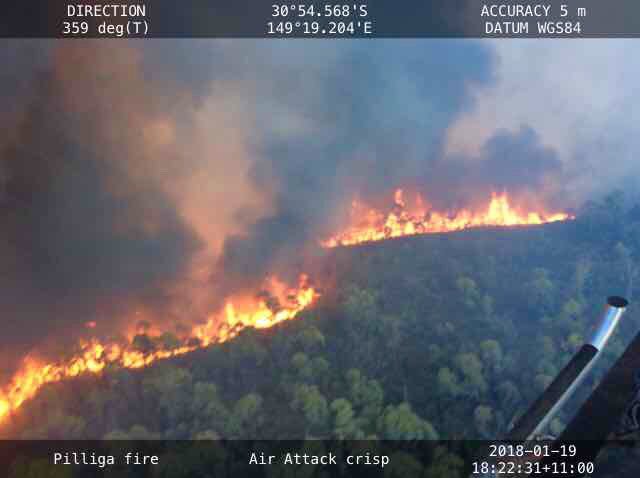 DIRECTION
359 deg(T)
30°54.568'S
149°19.204'E
ACCURACY 5 m
DATUM WGS84
Pilliga fire
Air Attack crisp
2018-01-19
18:22:31+11:00